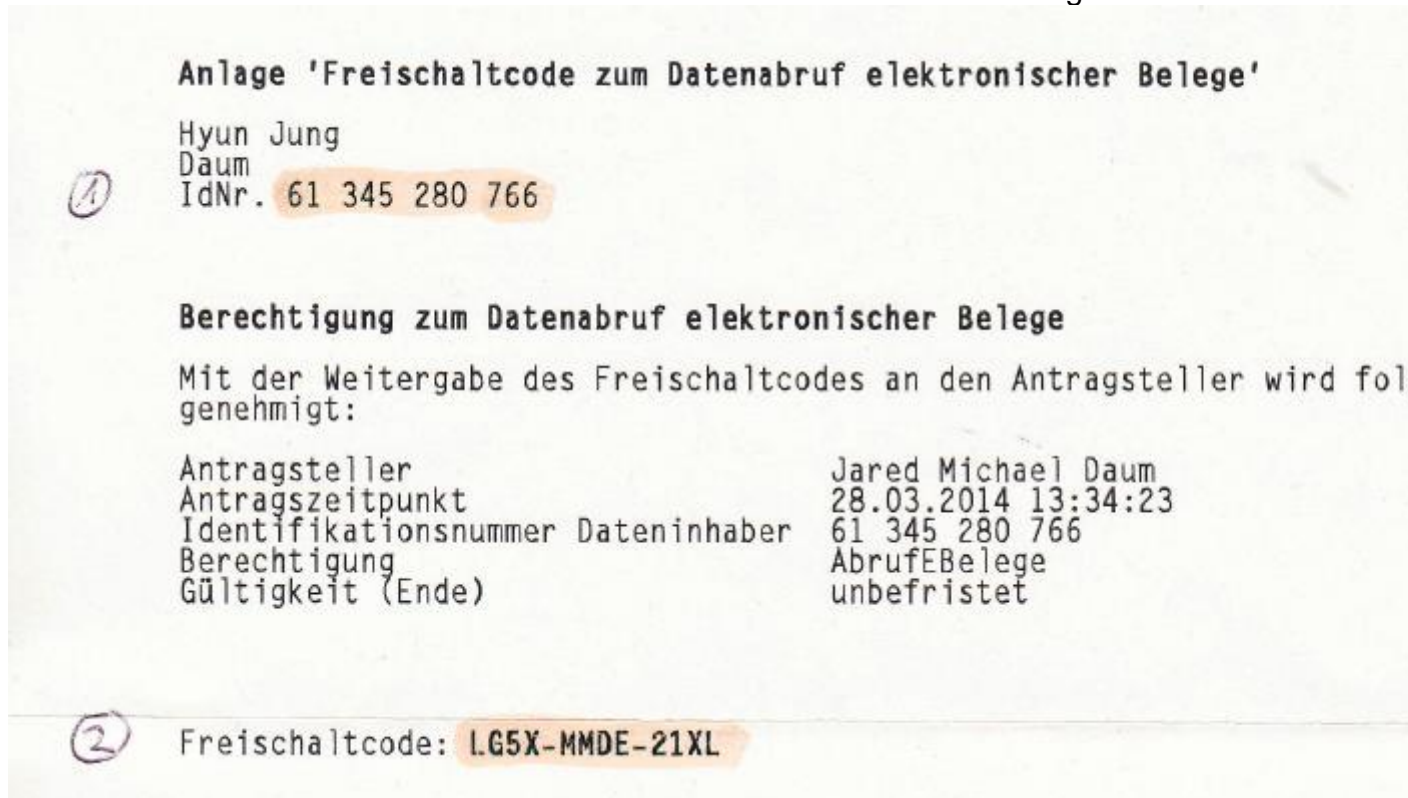 Anlage 'Freischaltcode zum Datenabruf elektronischer Belege'
Hyun Jung
Daum
① IdNr. 61 345 280 766
Berechtigung zum Datenabruf elektronischer Belege
Mit der Weitergabe des Freischaltcodes an den Antragsteller wird fol
genehmigt:
Antragsteller Jared Michael Daum
Antragszeitpunkt 28.03.2014 13:34:23
Identifikationsnummer Dateninhaber 61 345 280 766
Berechtigung AbrufEBelege
Gültigkeit (Ende) unbefristet
② Freischaltcode: LG5X-MMDE-21XL